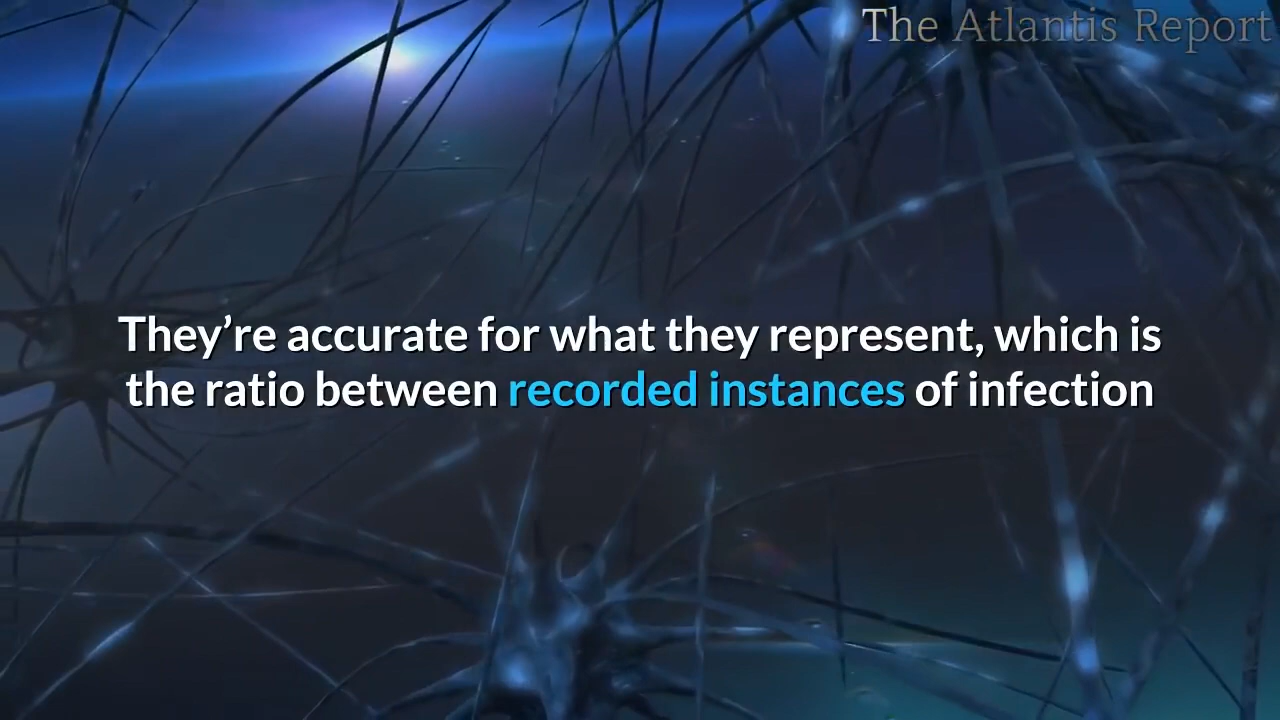 The Atlantis Report
They’re accurate for what they represent, which is
the ratio between recorded instances of infection